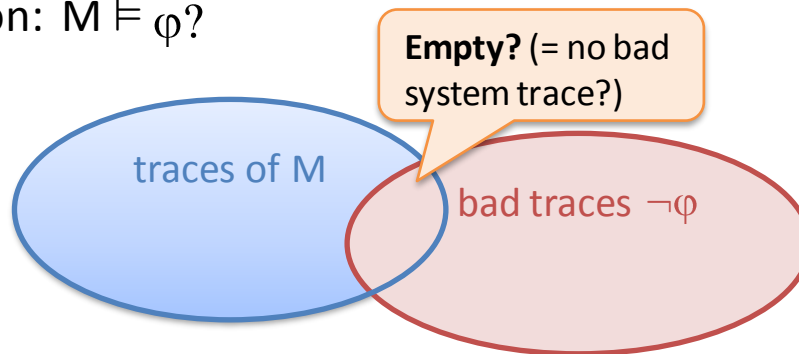 on: M ⊨ φ?
Empty? (= no bad
system trace?)
traces of M
bad traces ¬φ